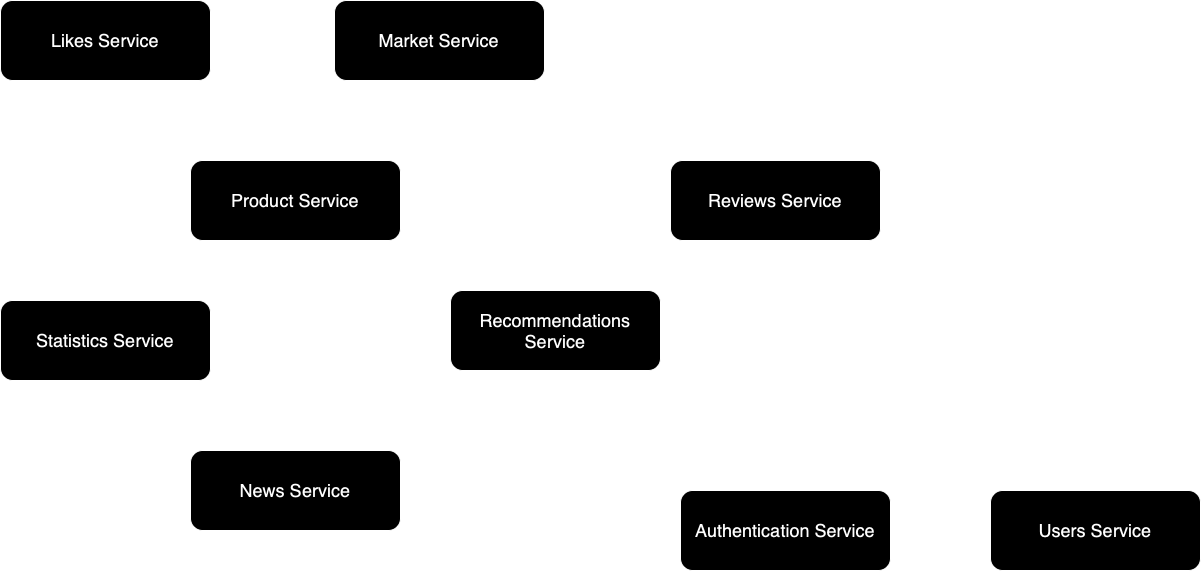 Likes Service
Market Service
Product Service
Reviews Service
Recommendations
Service
Statistics Service
News Service
Authentication Service
Users Service